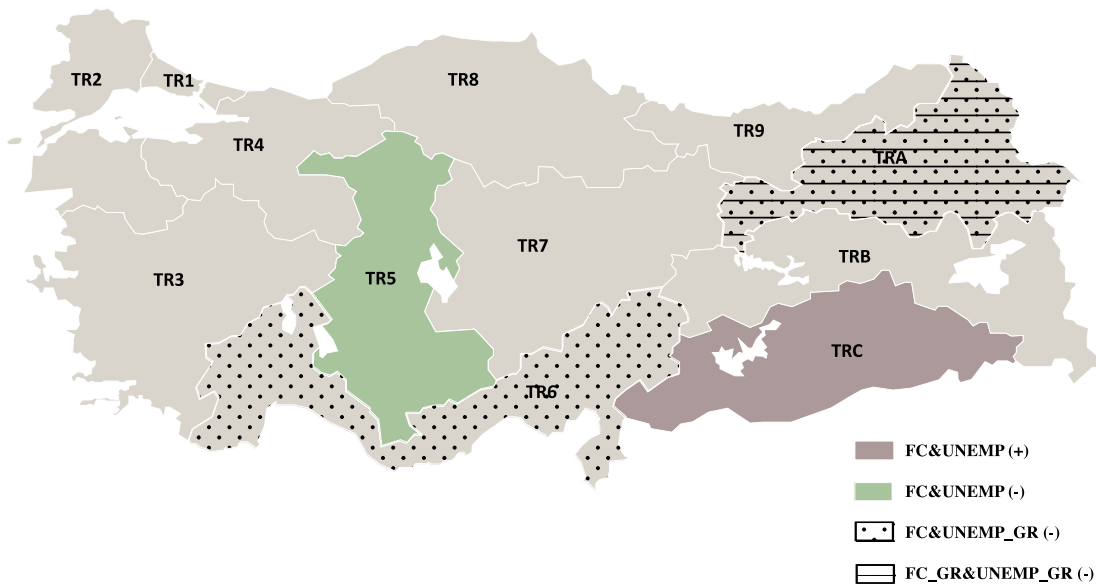 TR2
TR1
TR8
TR9
TR4
TRA
TR7
TRB
TR3
TR5
TRC
TR6
FC&UNEMP (+)
FC&UNEMP (-)
FC&UNEMP_GR (-)
FC_GR&UNEMP_GR (-)